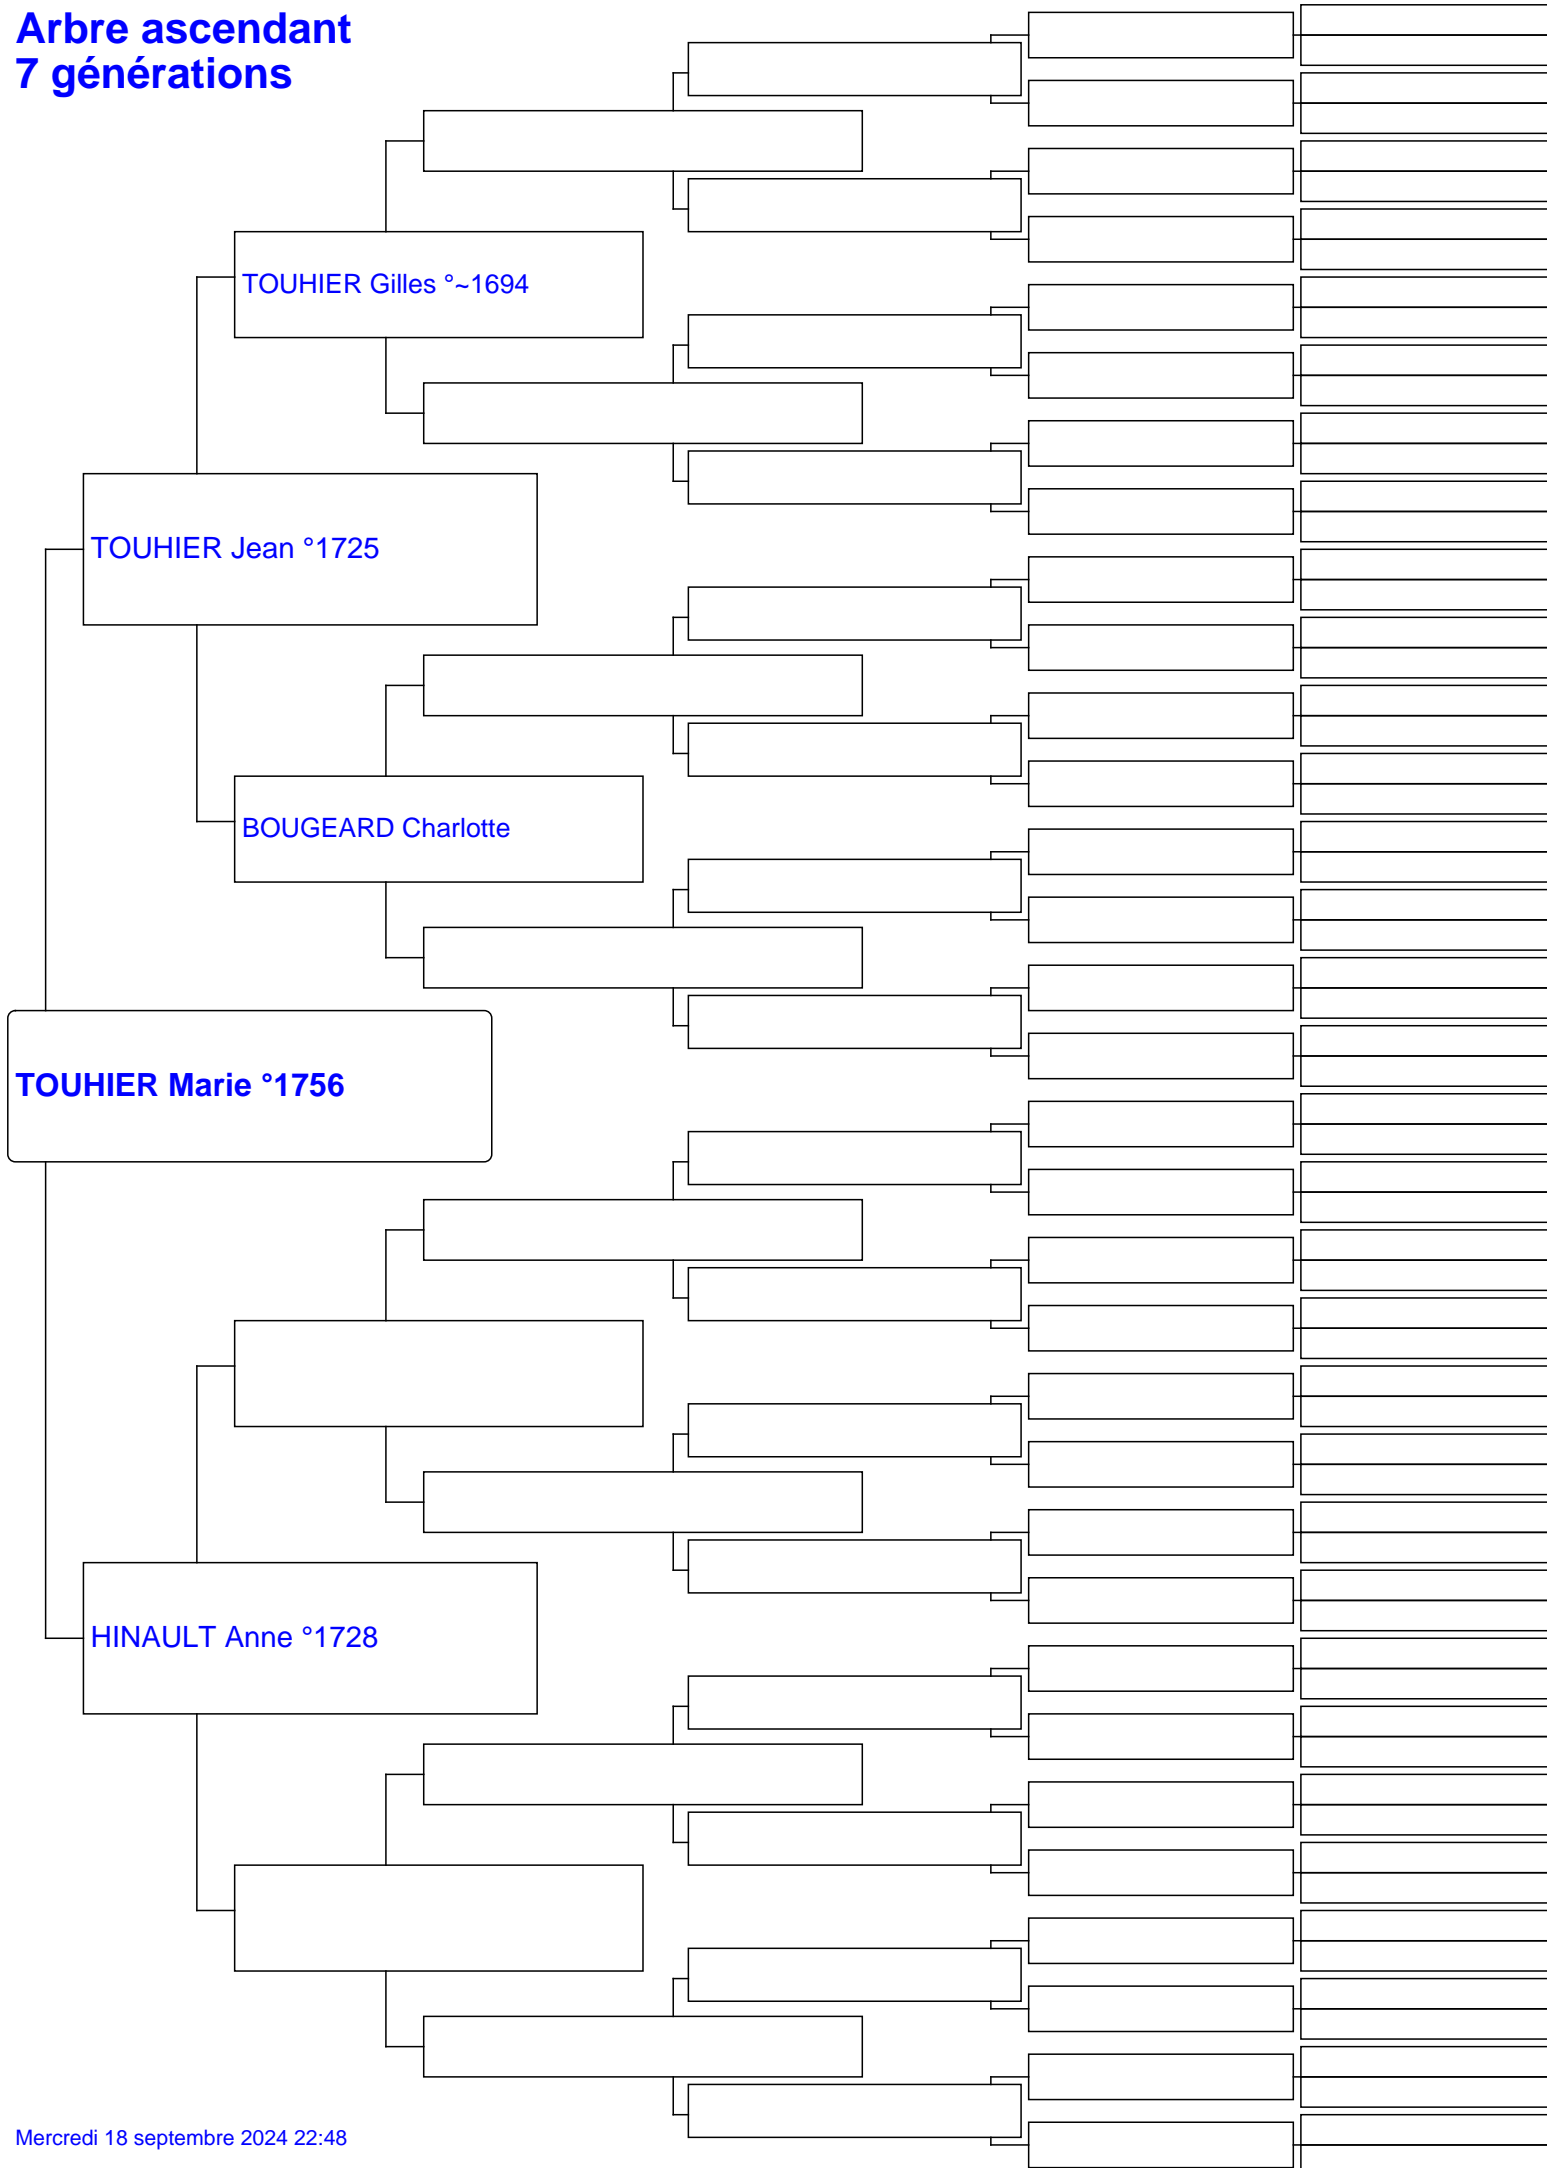 Arbre ascendant
7 générations
TOUHIER Gilles °~1694
TOUHIER Jean °1725
BOUGEARD Charlotte
TOUHIER Marie °1756
HINAULT Anne °1728
Mercredi 18 septembre 2024 22:48